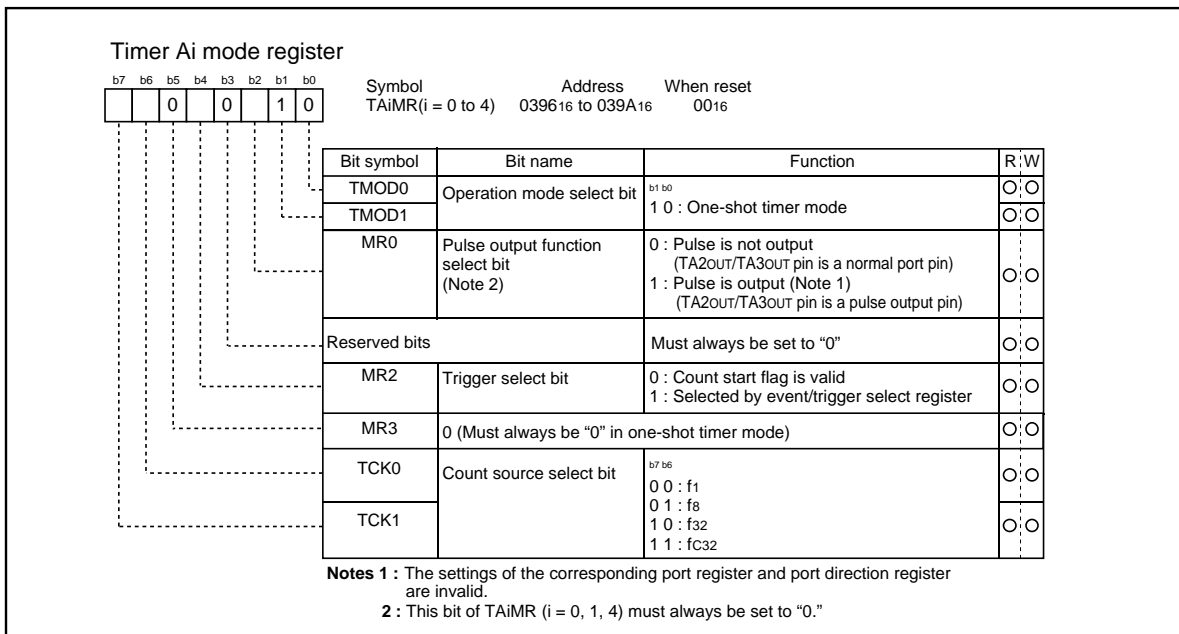 Timer Ai mode register
b7 b6 b5 b4 b3 b2 b1 b0
0 0 1 0
Symbol Address When reset
TAiMR(i = 0 to 4) 039616 to 039A16 0016
Bit symbol Bit name Function R W
TMOD0 Operation mode select bit b1 b0
TMOD1 1 0 : One-shot timer mode
MR0 Pulse output function select bit (Note 2) 0 : Pulse is not output
(TA2OUT/TA3OUT pin is a normal port pin)
1 : Pulse is output (Note 1)
(TA2OUT/TA3OUT pin is a pulse output pin)
Reserved bits Must always be set to “0”
MR2 Trigger select bit 0 : Count start flag is valid
1 : Selected by event/trigger select register
MR3 0 (Must always be “0” in one-shot timer mode)
TCK0 Count source select bit b7 b6
0 0 : f1
0 1 : f8
TCK1 1 0 : f32
1 1 : fC32
Notes 1 : The settings of the corresponding port register and port direction register
are invalid.
2 : This bit of TAiMR (i = 0, 1, 4) must always be set to “0.”